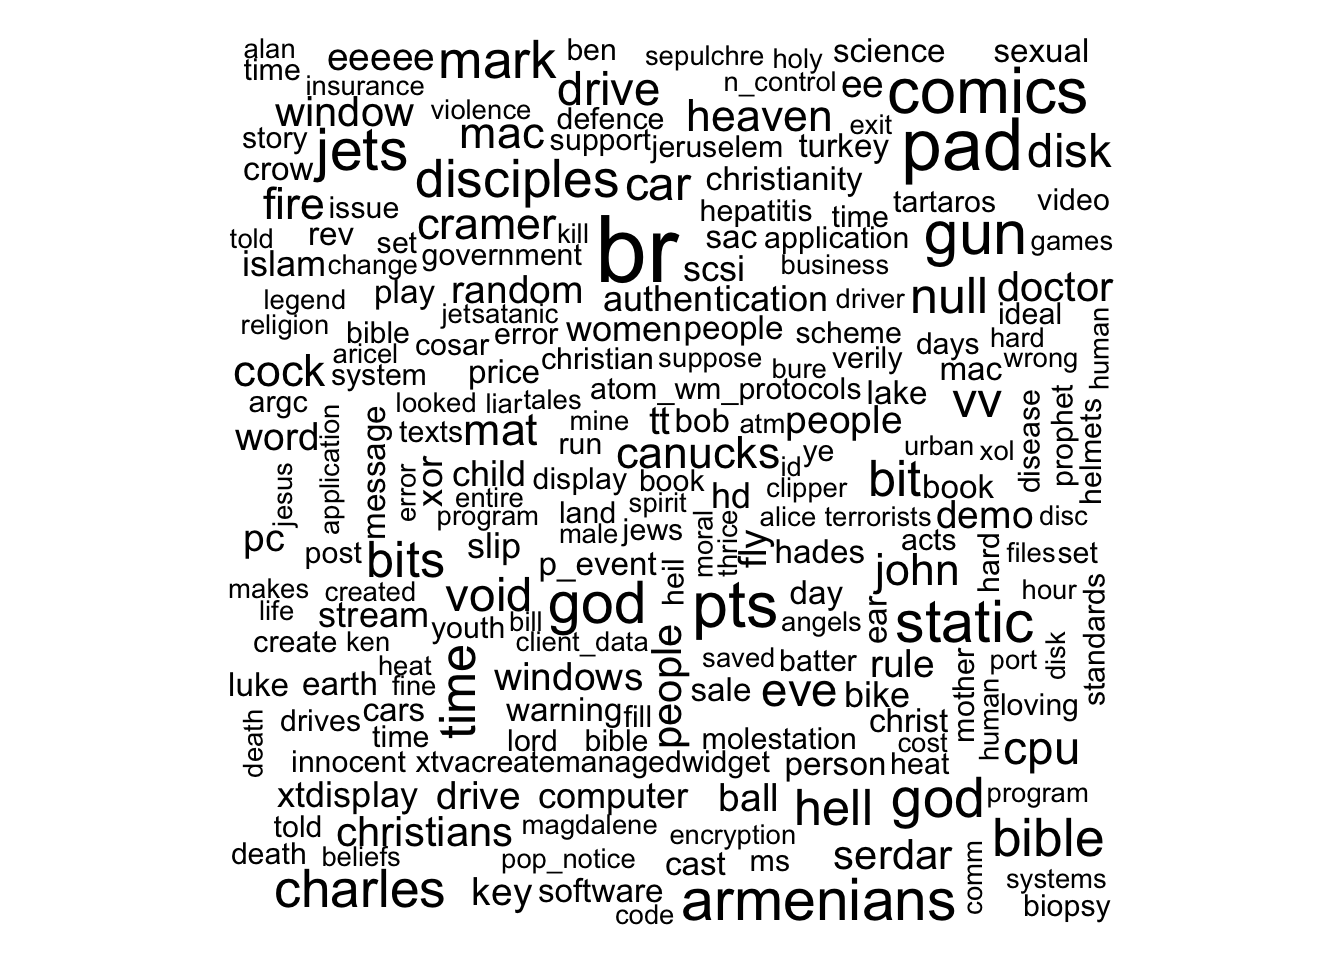 alan eeeee mark ben sepulchre holy science sexual
time insurance drive n_control ee comics
window violence defence heaven exit
story jets mac support jeruselem turkey pad disk
crow disciples car christianity
fire issue cramer kill hepatitis time tartaros video
told rev set br sac application gun games
islam change government scsi business
legend play random authentication driver null doctor
religion jetsatanic ideal
bible error women people scheme days hard human
aricel cosar christian suppose bure verily mac wrong
cock system price atom_wm_protocols lake vv
argc looked liar tales mine tt bob atm people
word application message texts mat run canucks id ye urban xol disease prophet helmets
jesus error xor child display book hd clipper bit book
entire spirit
program land alice terrorists demo disc
pc post bits slip male jews moral thrice fly hades acts hard files set
p_event hell john
makes created void god pts day hour
life stream youth bill angels ear static standards
create ken client_data
heat time people saved batter rule mother port disk
luke earth fine windows sale eve bike loving
death drives cars warning fill christ human
time lord bible molestation cost cpu
innocent xtvacreatemanagedwidget person heat
xtdisplay drive computer ball hell god program
told christians magdalene encryption bible
death beliefs pop_notice cast ms serdar comm
charles key software armenians systems
code biopsy